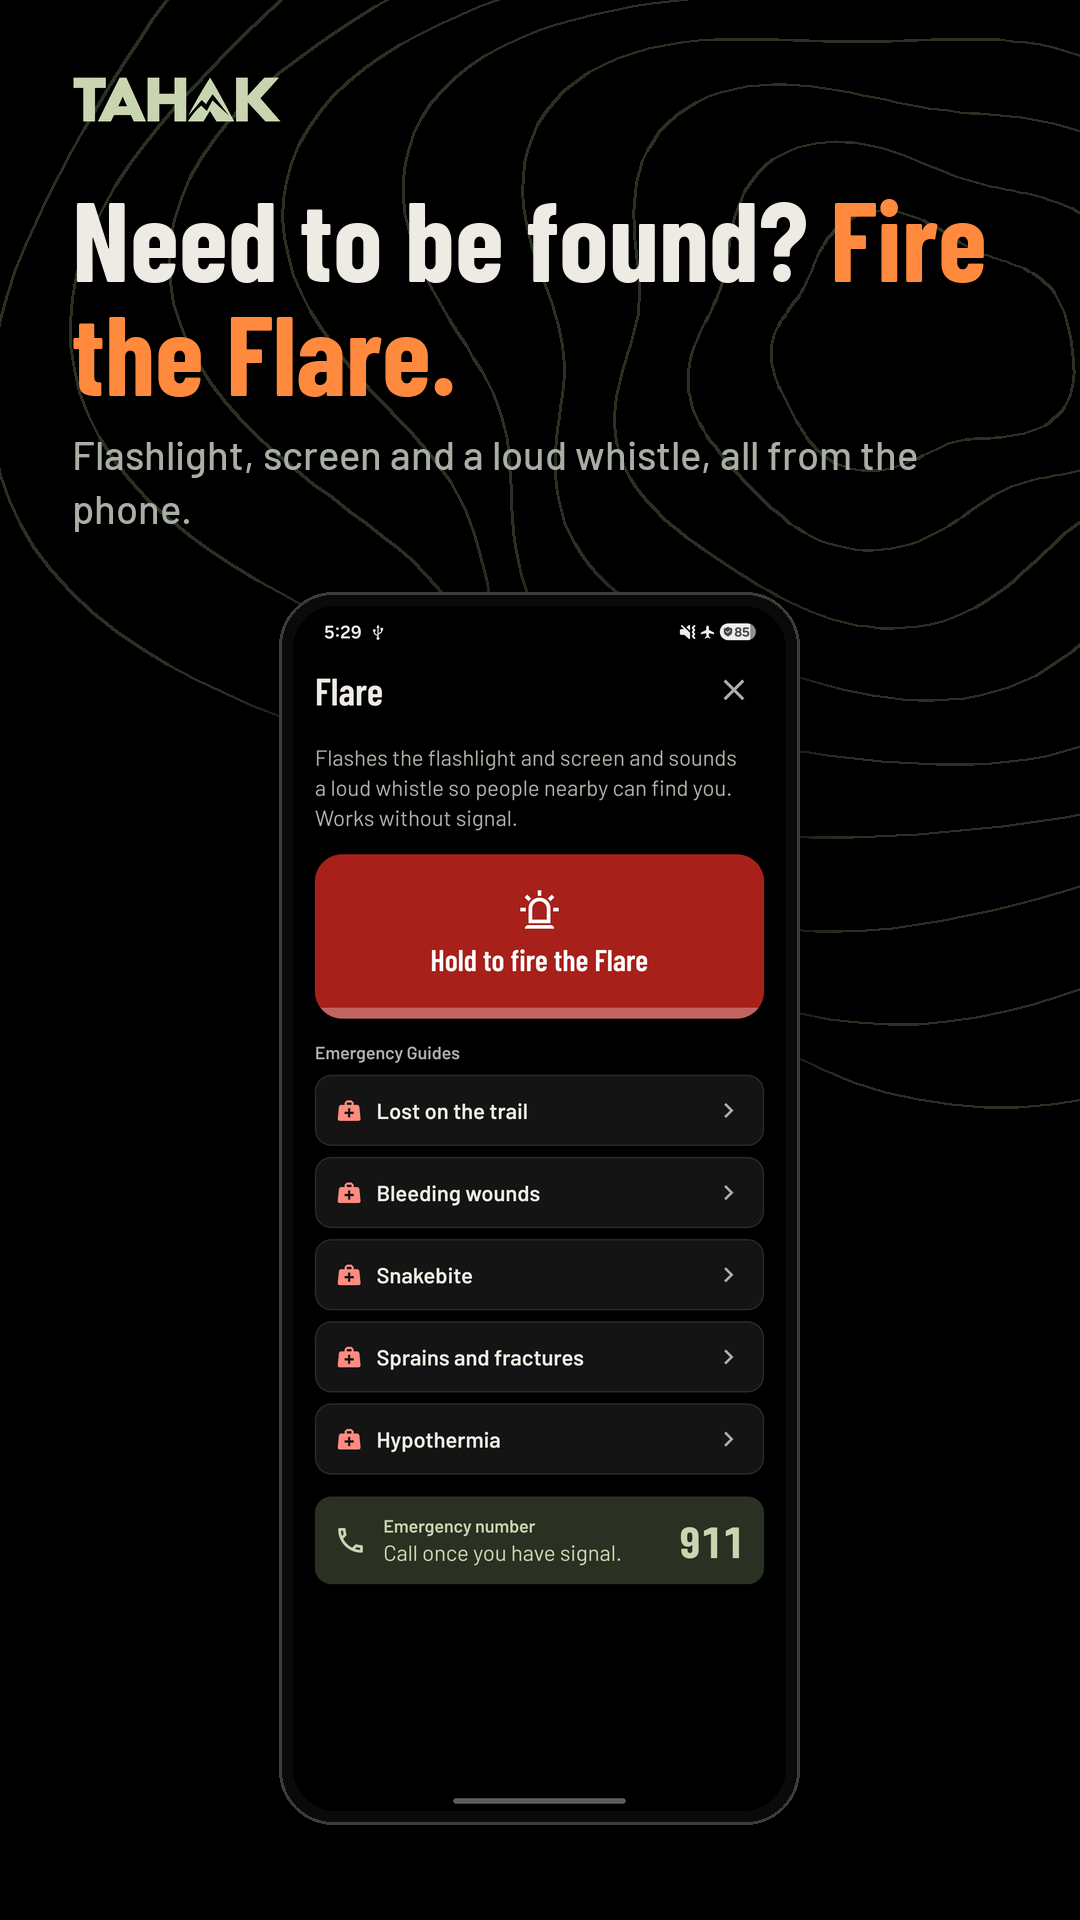 TAHAK
Need to be found? Fire
the Flare.
Flashlight, screen and a loud whistle, all from the
phone.
5:29
85
Flare
Flashes the flashlight and screen and sounds
a loud whistle so people nearby can find you.
Works without signal.
Hold to fire the Flare
Emergency Guides
Lost on the trail
Bleeding wounds
Snakebite
Sprains and fractures
Hypothermia
Emergency number
Call once you have signal.
911